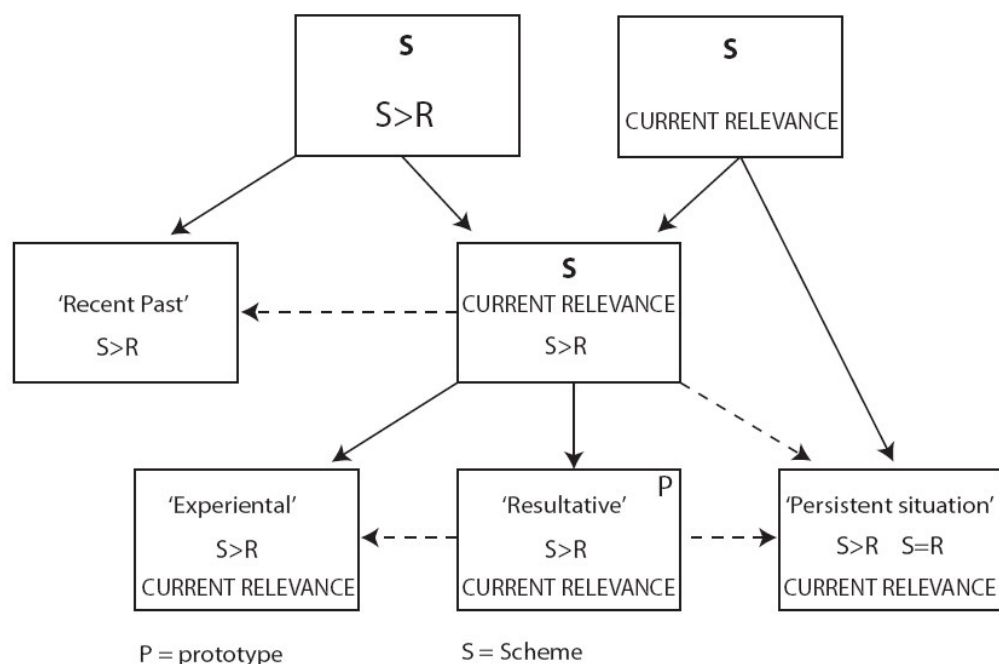 S
S>R
S
CURRENT RELEVANCE
'Recent Past'
S>R
S
CURRENT RELEVANCE
S>R
'Experiental'
S>R
CURRENT RELEVANCE
P
'Resultative'
S>R
CURRENT RELEVANCE
'Persistent situation'
S>R S=R
CURRENT RELEVANCE
P = prototype
S = Scheme